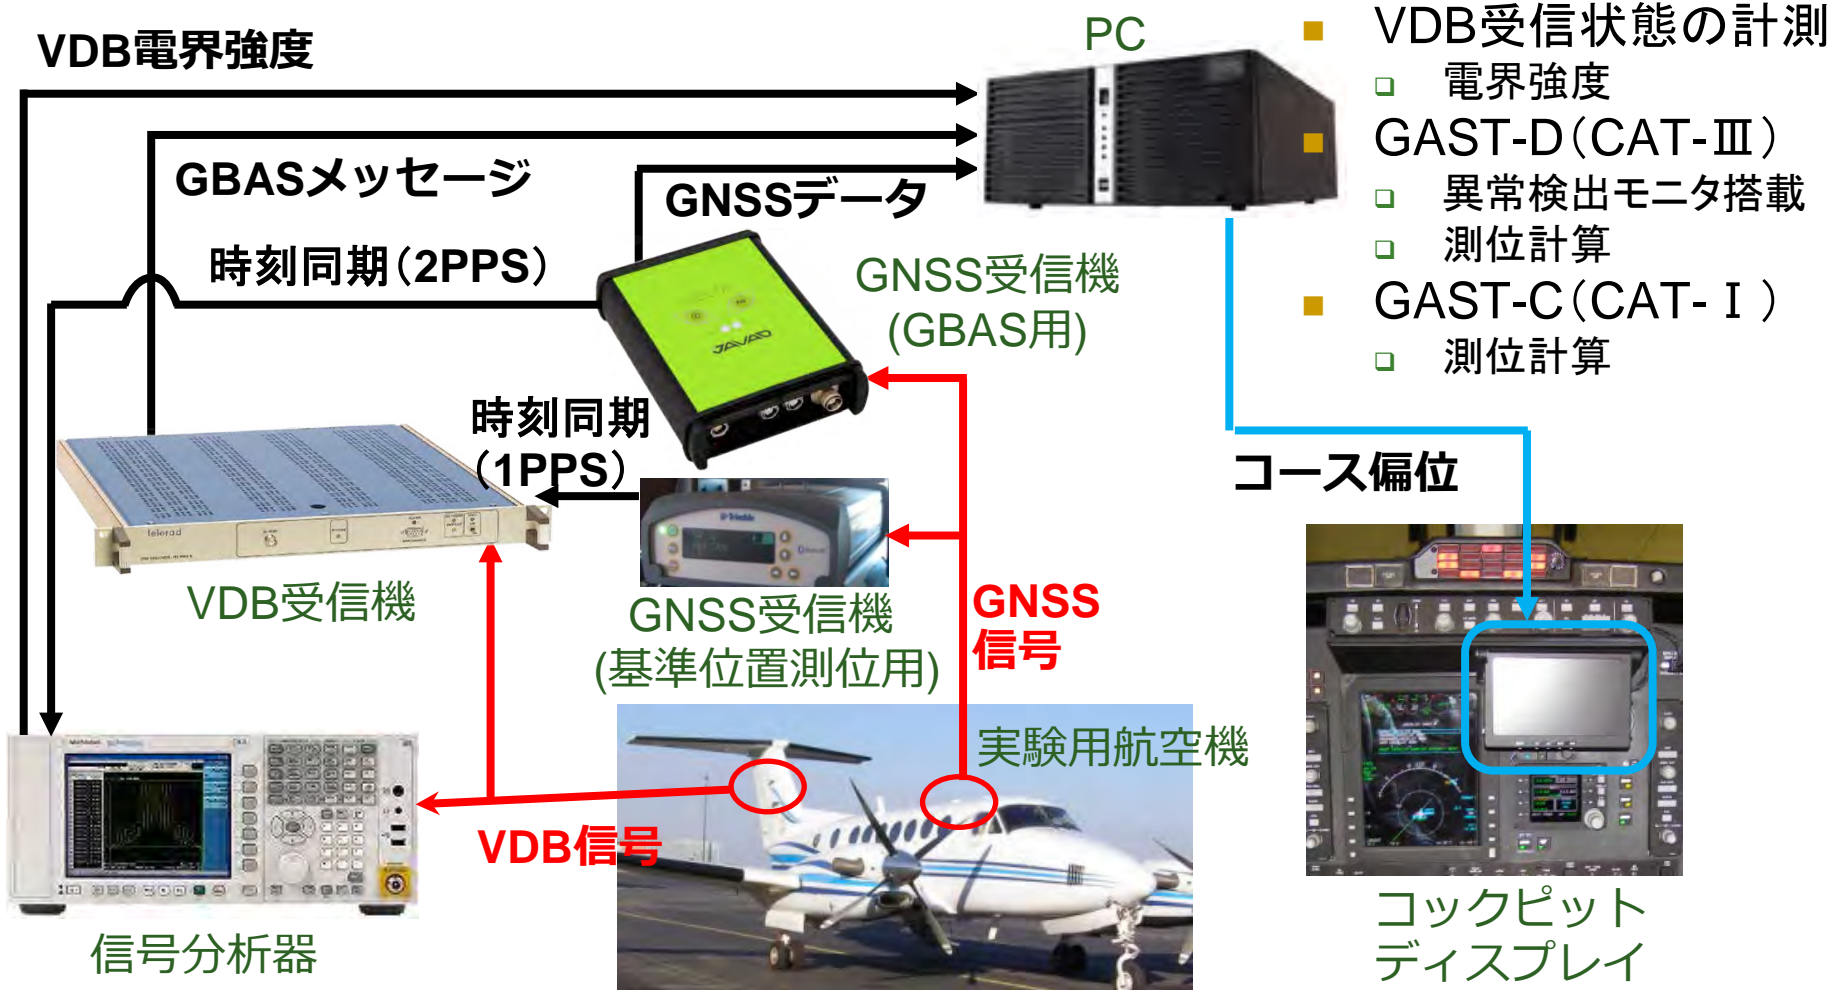 VDB電界強度
PC
■ VDB受信状態の計測
❑ 電界強度
■ GAST-D(CAT-Ⅲ)
❑ 異常検出モニタ搭載
❑ 測位計算
■ GAST-C(CAT-Ⅰ)
❑ 測位計算
GBASメッセージ
GNSSデータ
時刻同期(2PPS)
GNSS受信機
(GBAS用)
JAVAD
時刻同期
(1PPS)
コース偏位
telerad
Trimble
VDB受信機
GNSS受信機
(基準位置測位用)
GNSS
信号
実験用航空機
VDB信号
信号分析器
コックピット
ディスプレイ